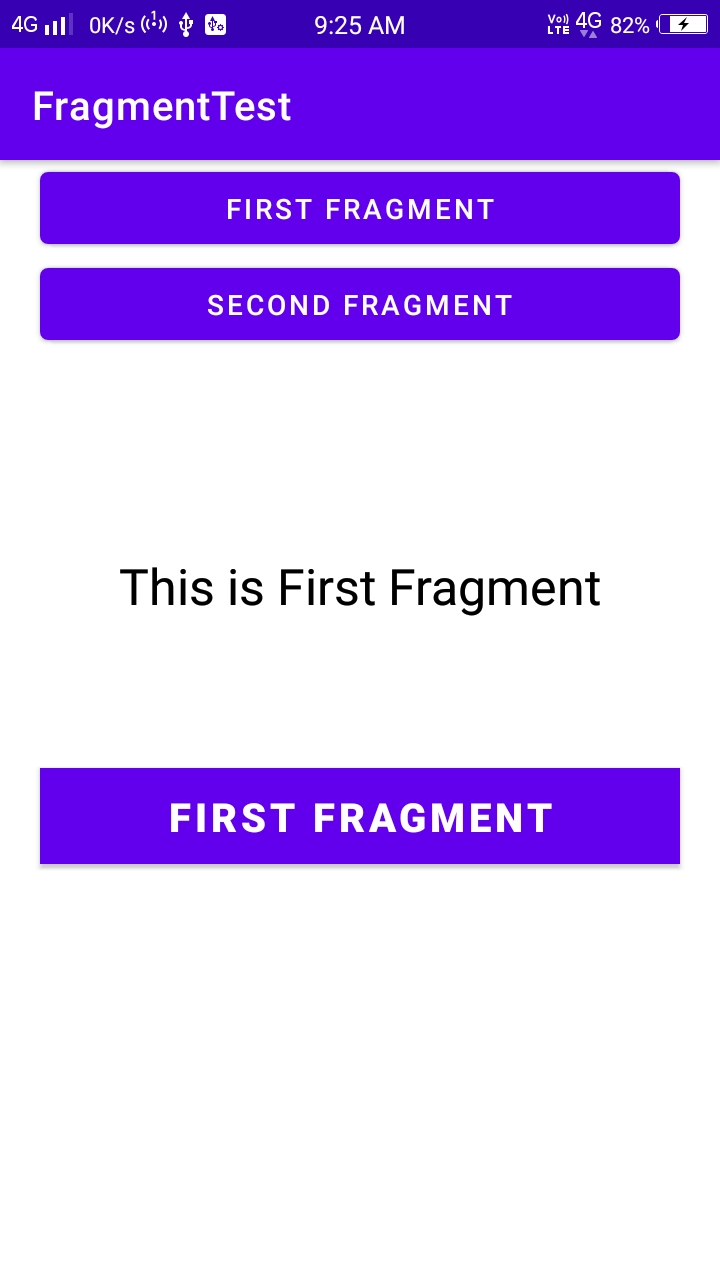 4G 0K/s 1 9:25 AM Vo) LTE 4G 82%
FragmentTest
FIRST FRAGMENT
SECOND FRAGMENT
This is First Fragment
FIRST FRAGMENT